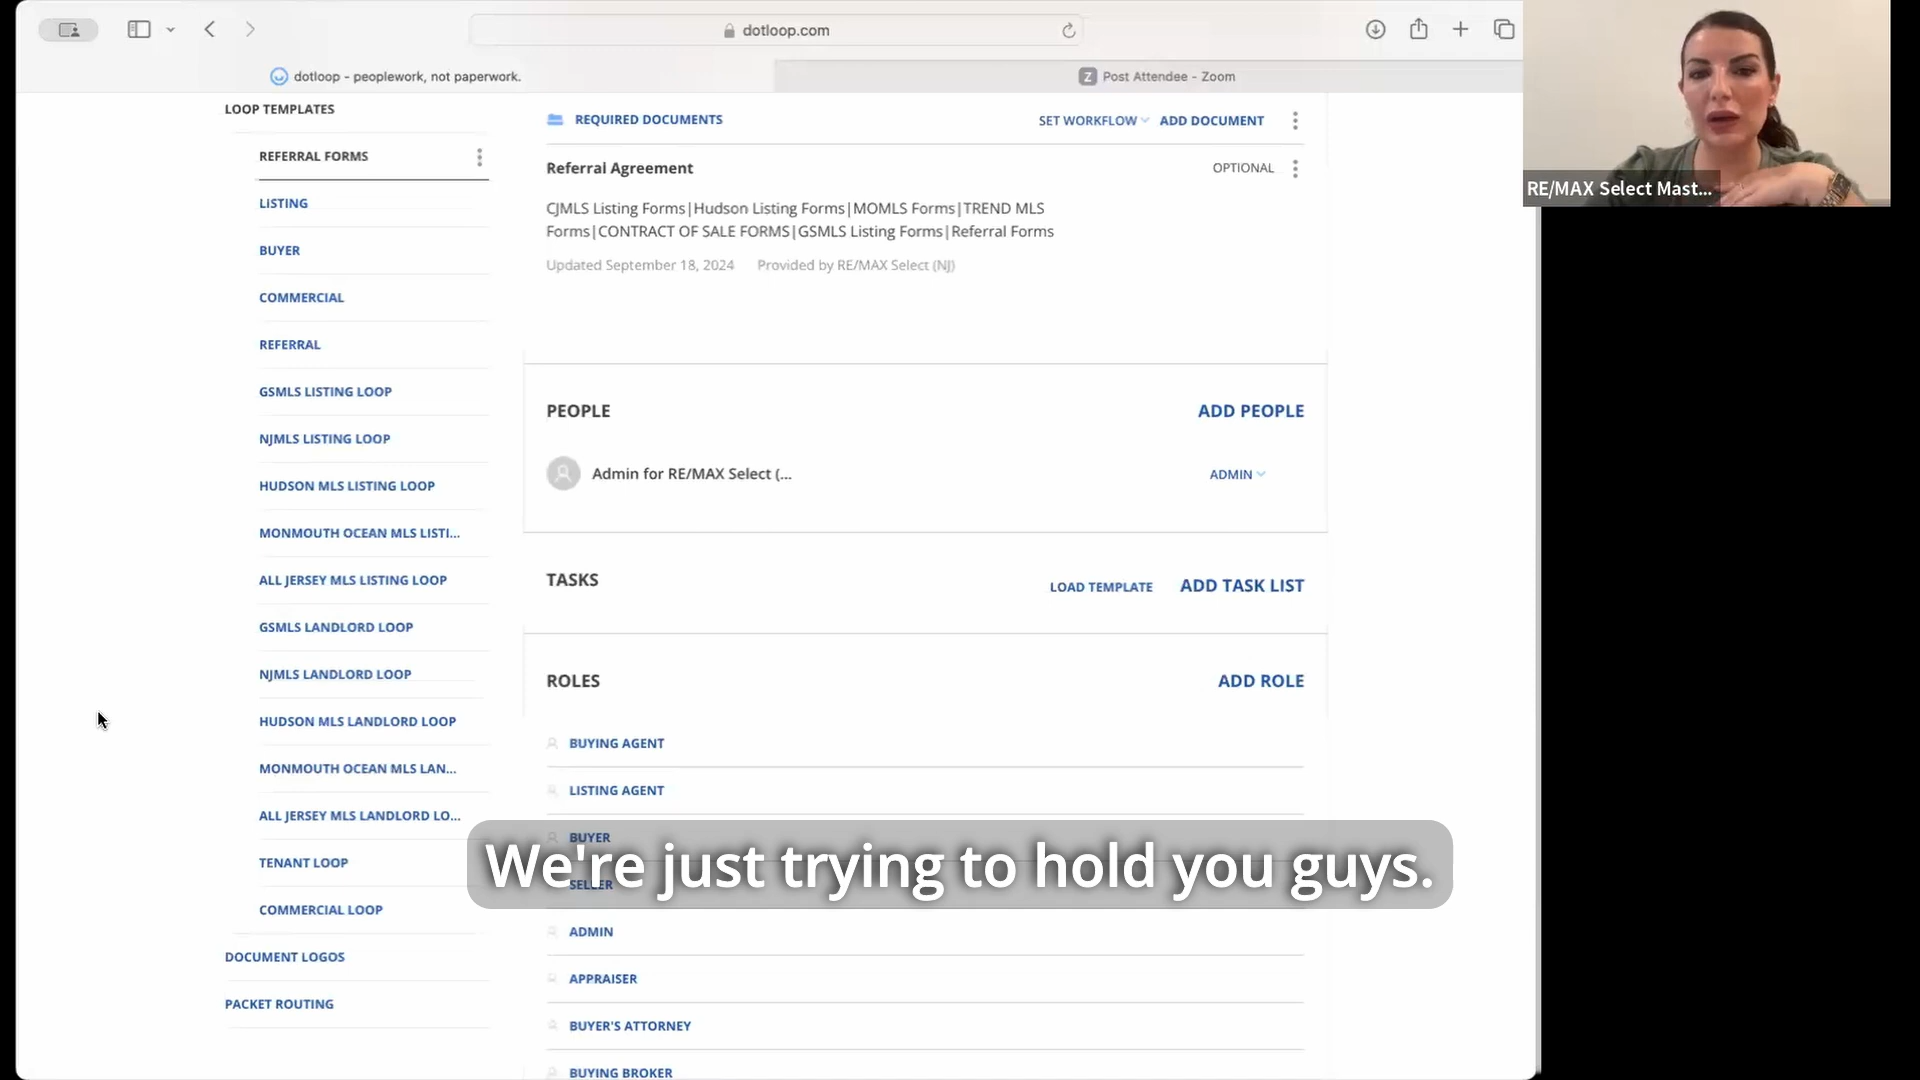 dotloop.com
dotloop - peoplework, not paperwork.
Z Post Attendee - Zoom
RE/MAX Select Mast...
LOOP TEMPLATES
REFERRAL FORMS
LISTING
BUYER
COMMERCIAL
REFERRAL
GSMLS LISTING LOOP
NJMLS LISTING LOOP
HUDSON MLS LISTING LOOP
MONMOUTH OCEAN MLS LISTI...
ALL JERSEY MLS LISTING LOOP
GSMLS LANDLORD LOOP
NJMLS LANDLORD LOOP
HUDSON MLS LANDLORD LOOP
MONMOUTH OCEAN MLS LAN...
ALL JERSEY MLS LANDLORD LO...
TENANT LOOP
COMMERCIAL LOOP
DOCUMENT LOGOS
PACKET ROUTING
REQUIRED DOCUMENTS
SET WORKFLOW ADD DOCUMENT
Referral Agreement
OPTIONAL
CJMLS Listing Forms|Hudson Listing Forms|MOMLS Forms|TREND MLS
Forms|CONTRACT OF SALE FORMS|GSMLS Listing Forms|Referral Forms
Updated September 18, 2024 Provided by RE/MAX Select (NJ)
PEOPLE
ADD PEOPLE
Admin for RE/MAX Select (...
ADMIN
TASKS
LOAD TEMPLATE ADD TASK LIST
ROLES
ADD ROLE
BUYING AGENT
LISTING AGENT
BUYER
We're just trying to hold you guys.
SELLER
ADMIN
APPRAISER
BUYER'S ATTORNEY
BUYING BROKER